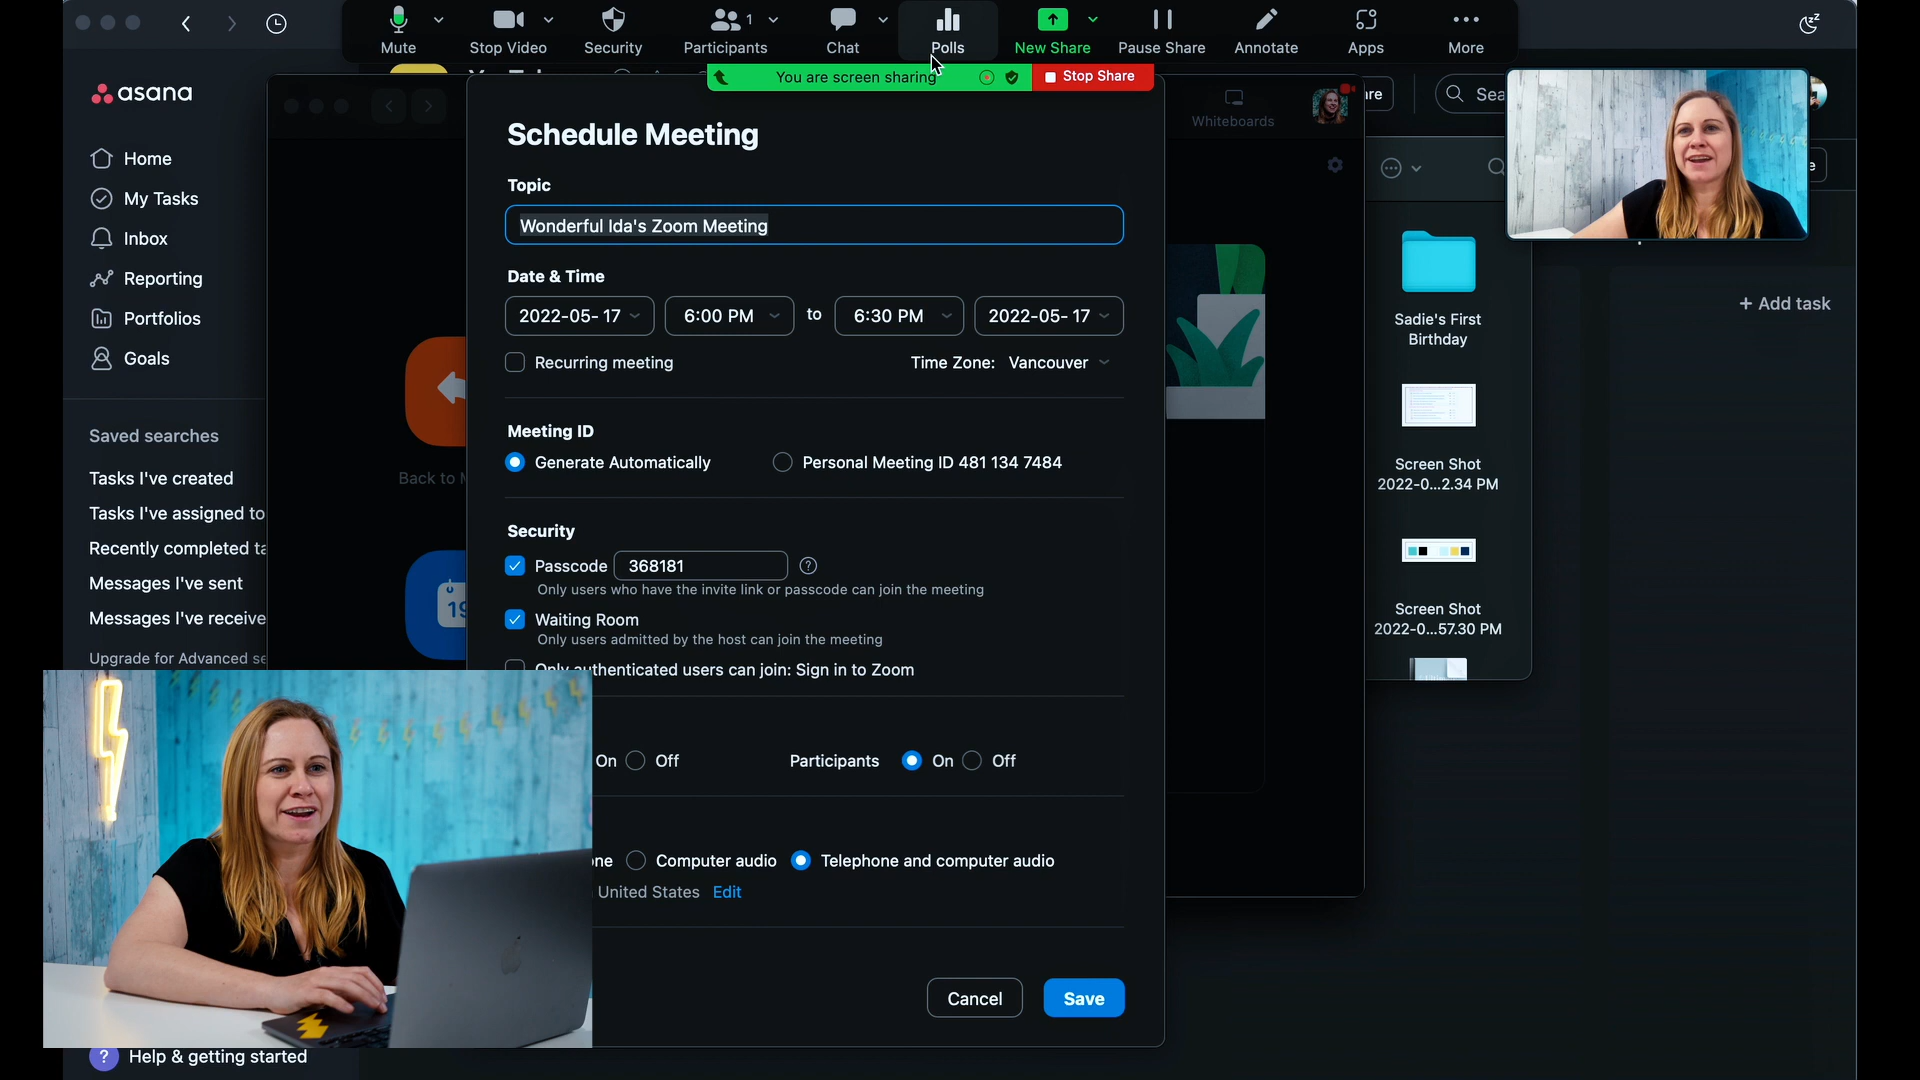 Mute
Stop Video
Security
1
Participants
Chat
Polls
New Share
Pause Share
Annotate
Apps
More
You are screen sharing
Stop Share
asana
Home
My Tasks
Inbox
Reporting
Portfolios
Goals
Saved searches
Tasks I've created
Tasks I've assigned to
Recently completed ta
Messages I've sent
Messages I've receive
Upgrade for Advanced se
? Help & getting started
Back to M
19
Schedule Meeting
Topic
Wonderful Ida's Zoom Meeting
Date & Time
2022-05- 17
6:00 PM
to
6:30 PM
2022-05- 17
Recurring meeting
Time Zone: Vancouver
Meeting ID
Generate Automatically
Personal Meeting ID 481 134 7484
Security
Passcode 368181 ?
Only users who have the invite link or passcode can join the meeting
Waiting Room
Only users admitted by the host can join the meeting
Only authenticated users can join: Sign in to Zoom
On Off
Participants On Off
one Computer audio Telephone and computer audio
United States Edit
Cancel
Save
Whiteboards
are
Sea
Sadie's First
Birthday
Screen Shot
2022-0...2.34 PM
Screen Shot
2022-0...57.30 PM
+ Add task